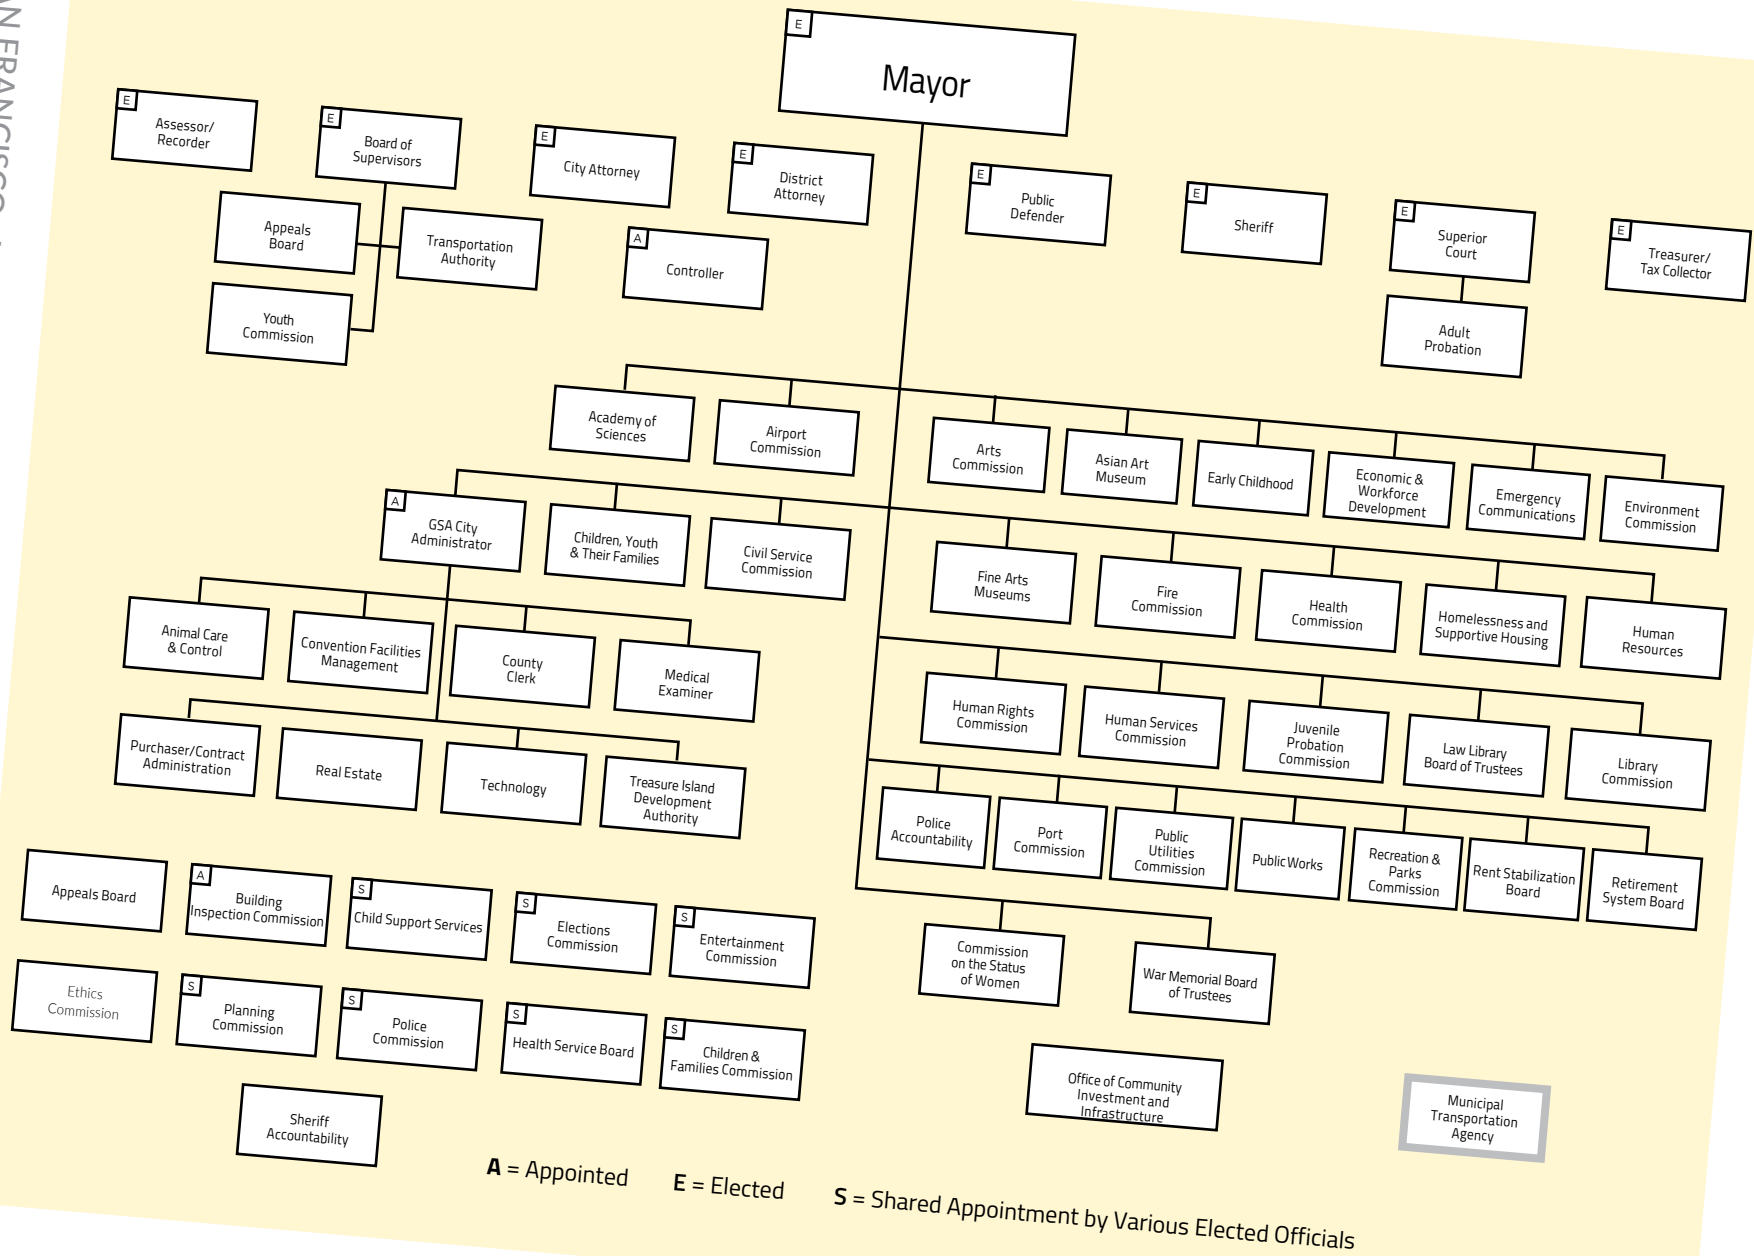 AN FRANCISCO
E
Mayor
E
Assessor/
Recorder
E
Board of
Supervisors
E
City Attorney
E
District
Attorney
E
Public
Defender
E
Sheriff
E
Superior
Court
E
Treasurer/
Tax Collector
Appeals
Board
Transportation
Authority
A
Controller
Youth
Commission
Adult
Probation
Academy of
Sciences
Airport
Commission
Arts
Commission
Asian Art
Museum
Early Childhood
Economic &
Workforce
Development
Emergency
Communications
Environment
Commission
A
GSA City
Administrator
Children, Youth
& Their Families
Civil Service
Commission
Fine Arts
Museums
Fire
Commission
Health
Commission
Homelessness and
Supportive Housing
Human
Resources
Animal Care
& Control
Convention Facilities
Management
County
Clerk
Medical
Examiner
Human Rights
Commission
Human Services
Commission
Juvenile
Probation
Commission
Law Library
Board of Trustees
Library
Commission
Purchaser/Contract
Administration
Real Estate
Technology
Treasure Island
Development
Authority
Police
Accountability
Port
Commission
Public
Utilities
Commission
Public Works
Recreation &
Parks
Commission
Rent Stabilization
Board
Retirement
System Board
Appeals Board
A
Building
Inspection Commission
S
Child Support Services
S
Elections
Commission
S
Entertainment
Commission
Commission
on the Status
of Women
War Memorial Board
of Trustees
Ethics
Commission
S
Planning
Commission
S
Police
Commission
S
Health Service Board
S
Children &
Families Commission
Office of Community
Investment and
Infrastructure
Municipal
Transportation
Agency
Sheriff
Accountability
A = Appointed
E = Elected
S = Shared Appointment by Various Elected Officials